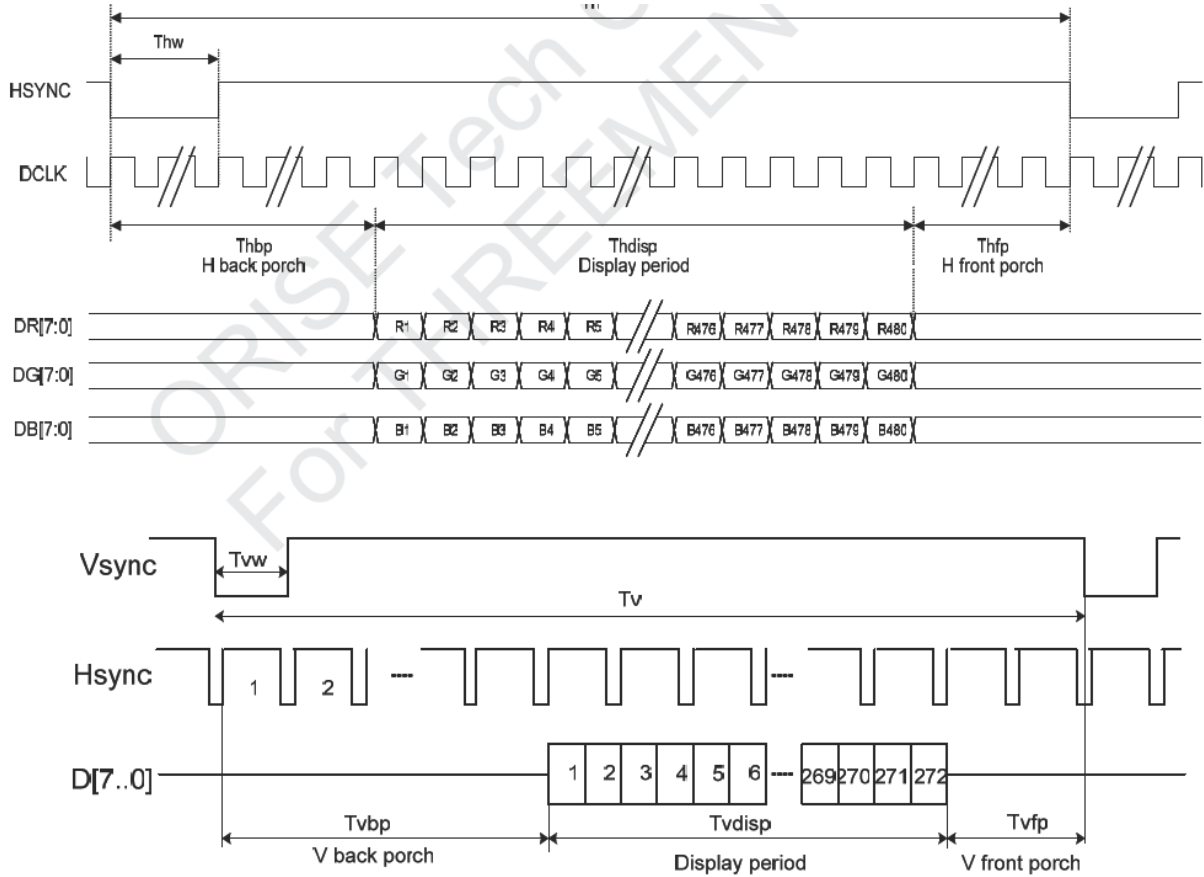 Thw
HSYNC
DCLK
Thbp
H back porch
Thdisp
Display period
Thfp
H front porch
DR[7:0] R1 R2 R3 R4 R5 R476 R477 R478 R479 R480
DG[7:0] G1 G2 G3 G4 G5 G476 G477 G478 G479 G480
DB[7:0] B1 B2 B3 B4 B5 B476 B477 B478 B479 B480
ORISE Tech
For THREEMEN
Vsync
Tvw
Tv
Hsync 1 2 ---- ----
D[7..0] 1 2 3 4 5 6 ---- 269 270 271 272
Tvbp
V back porch
Tvdisp
Display period
Tvfp
V front porch